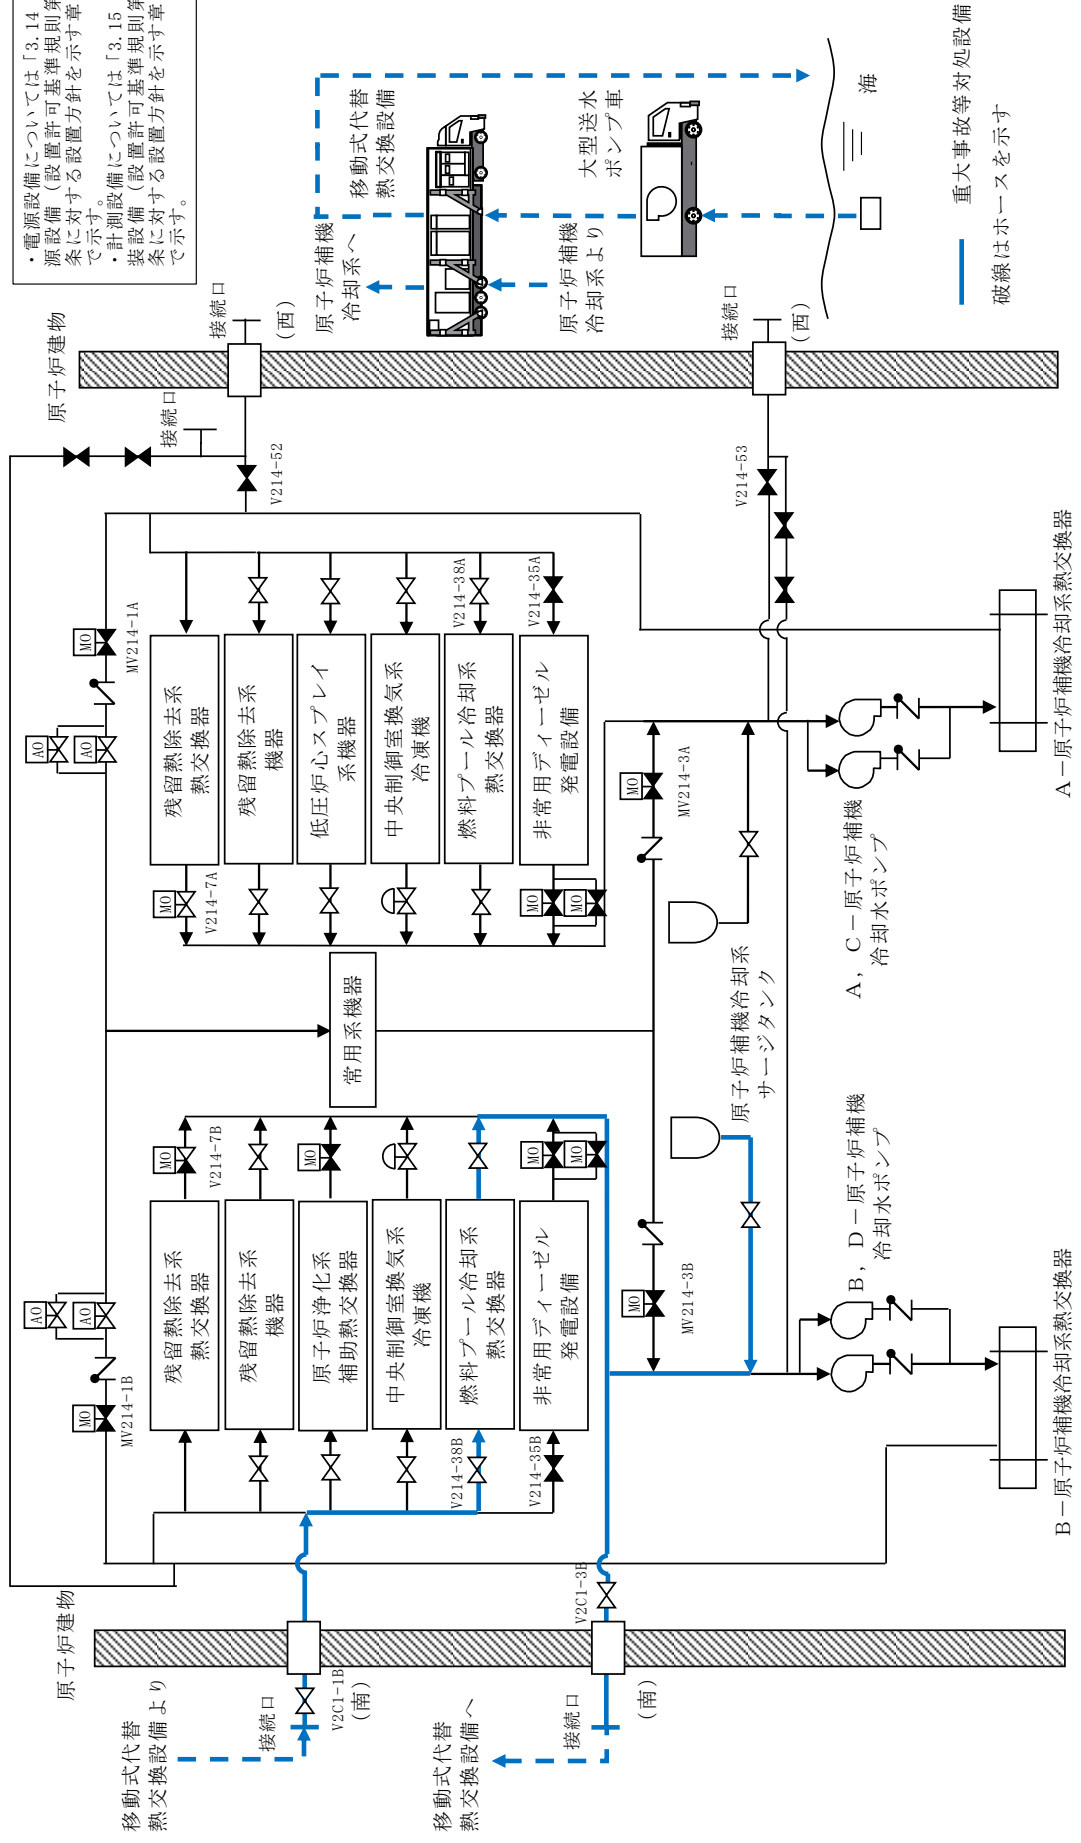 ・電源設備については「3.14
源設備（設置許可基準規則第
条に対する設置方針を示す章
で示す。
・計測設備については「3.15
装設備（設置許可基準規則第
条に対する設置方針を示す章
で示す。
原子炉建物
接続口
接続口
(西)
V214-52
原子炉補機
冷却系へ
移動式代替
熱交換設備
原子炉補機
冷却系より
大型送水
ポンプ車
接続口
(西)
V214-53
海
重大事故等対処設備
破線はホースを示す
MO
MV214-1A
AO
AO
残留熱除去系
熱交換器
残留熱除去系
機器
低圧炉心スプレイ
系機器
中央制御室換気系
冷凍機
燃料プール冷却系
熱交換器
非常用ディーゼル
発電設備
V214-38A
V214-35A
MO
V214-7A
MO
MO
MO
MV214-3A
A，C－原子炉補機
冷却水ポンプ
A－原子炉補機冷却系熱交換器
常用系機器
原子炉補機冷却系
サージタンク
AO
AO
MO
MV214-1B
MO
V214-7B
MO
MO
MO
残留熱除去系
熱交換器
残留熱除去系
機器
原子炉浄化系
補助熱交換器
中央制御室換気系
冷凍機
燃料プール冷却系
熱交換器
非常用ディーゼル
発電設備
V214-38B
V214-35B
MO
MV214-3B
B，D－原子炉補機
冷却水ポンプ
B－原子炉補機冷却系熱交換器
原子炉建物
移動式代替
熱交換設備より
接続口
V2C1-1B
(南)
移動式代替
熱交換設備へ
接続口
V2C1-3B
(南)